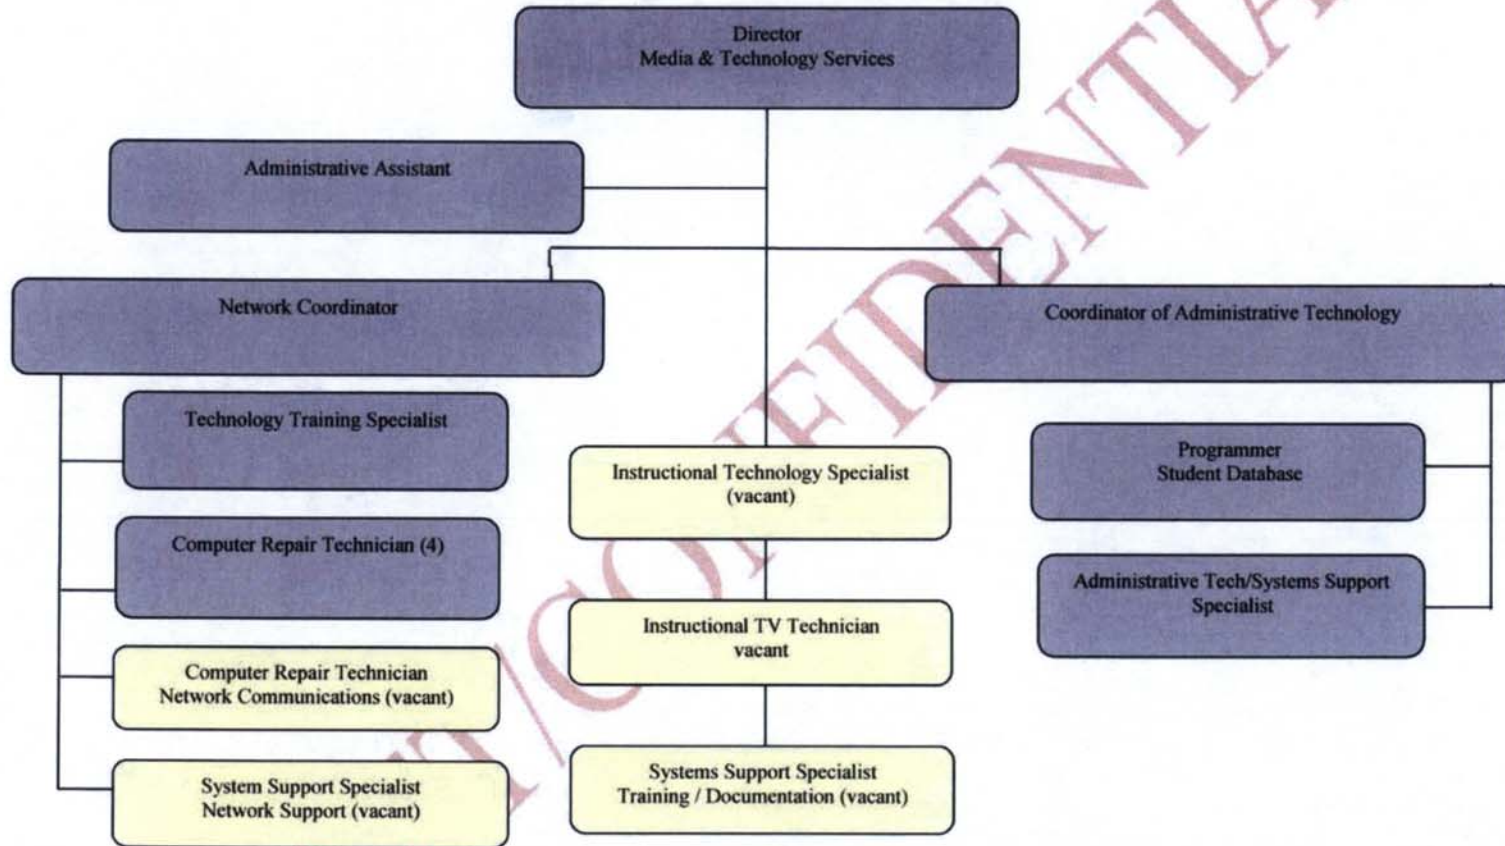 Director
Media & Technology Services
Administrative Assistant
Network Coordinator
Coordinator of Administrative Technology
Technology Training Specialist
Computer Repair Technician (4)
Computer Repair Technician
Network Communications (vacant)
System Support Specialist
Network Support (vacant)
Instructional Technology Specialist
(vacant)
Instructional TV Technician
vacant
Systems Support Specialist
Training / Documentation (vacant)
Programmer
Student Database
Administrative Tech/Systems Support
Specialist